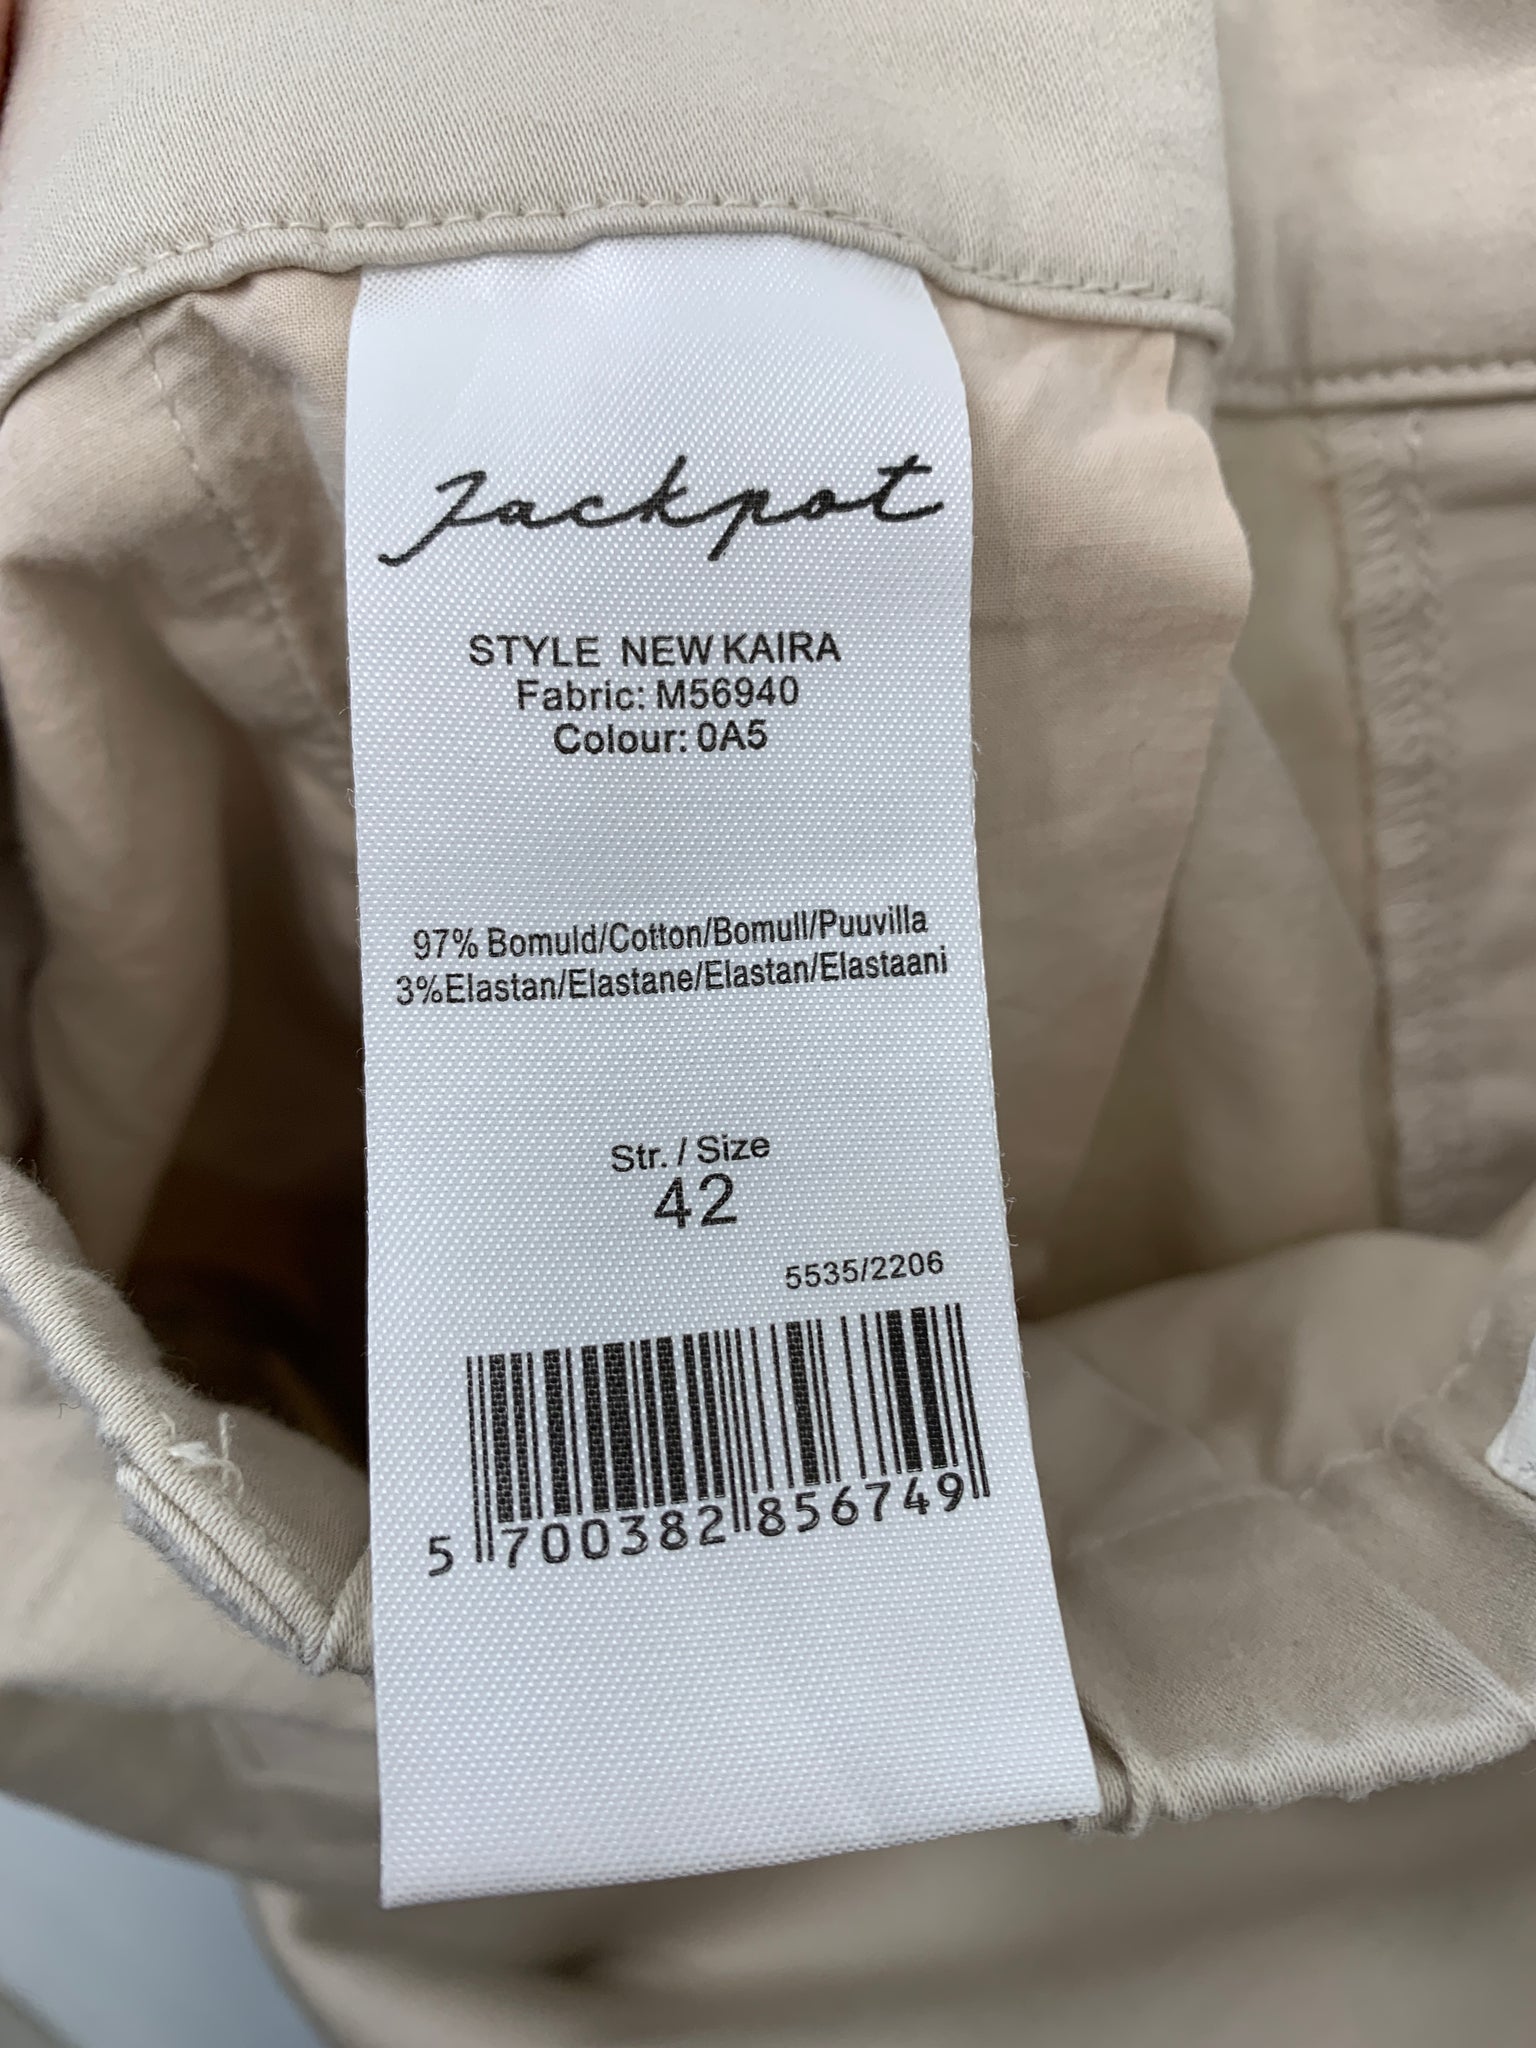 Jackpot
STYLE NEW KAIRA
Fabric: M56940
Colour: 0A5
97% Bomuld/Cotton/Bomull/Puuvilla
3%Elastan/Elastane/Elastan/Elastaani
Str. / Size
42
5535/2206
5 700382 856749